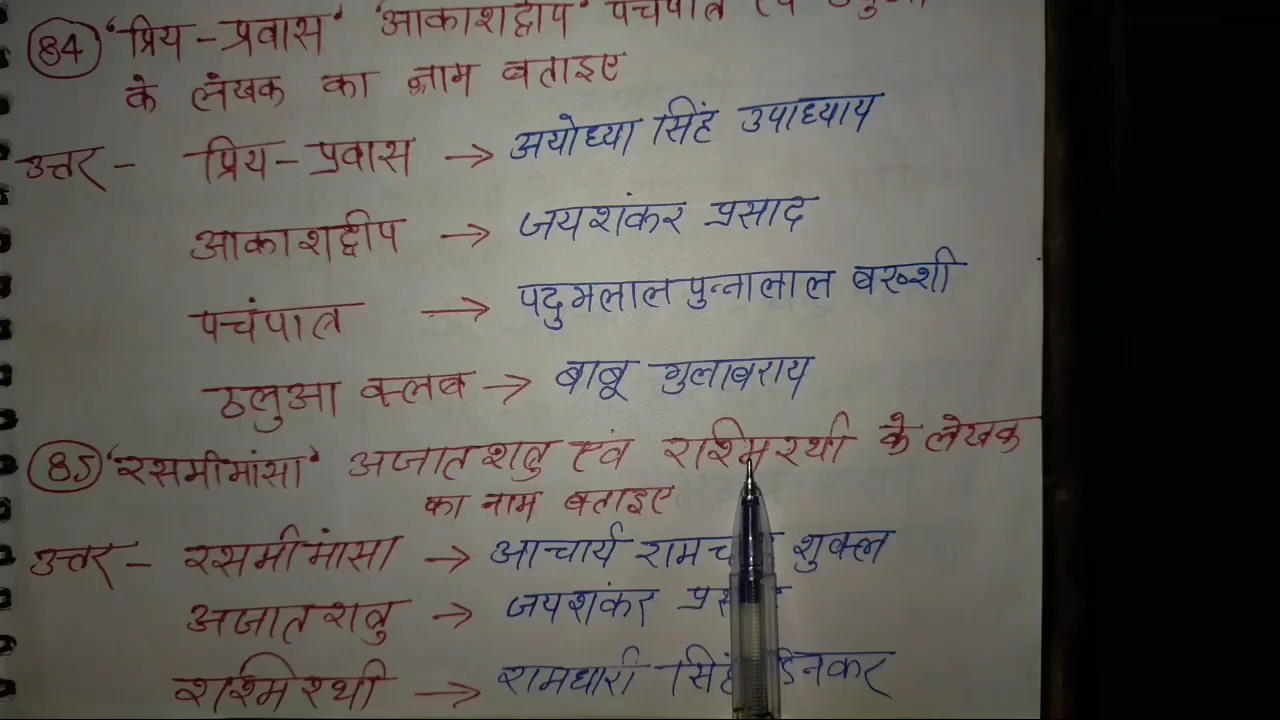 84 'प्रिय-प्रवास' 'आकाशद्वीप' पंचपात्र एवं
के लेखक का नाम बताइए
उत्तर - प्रिय-प्रवास → अयोध्या सिंह उपाध्याय
आकाशद्वीप → जयशंकर प्रसाद
पचंपात्र → पदुमलाल पुन्नालाल बख्शी
ठलुआ क्लब → बाबू गुलाबराय
85 'रसमीमांसा' अजातशत्रु एवं रश्मिरथी के लेखक
का नाम बताइए
उत्तर - रसमीमांसा → आचार्य शुक्ल
अजातशत्रु → जयशंकर
रश्मिरथी → रामधारी सिंह